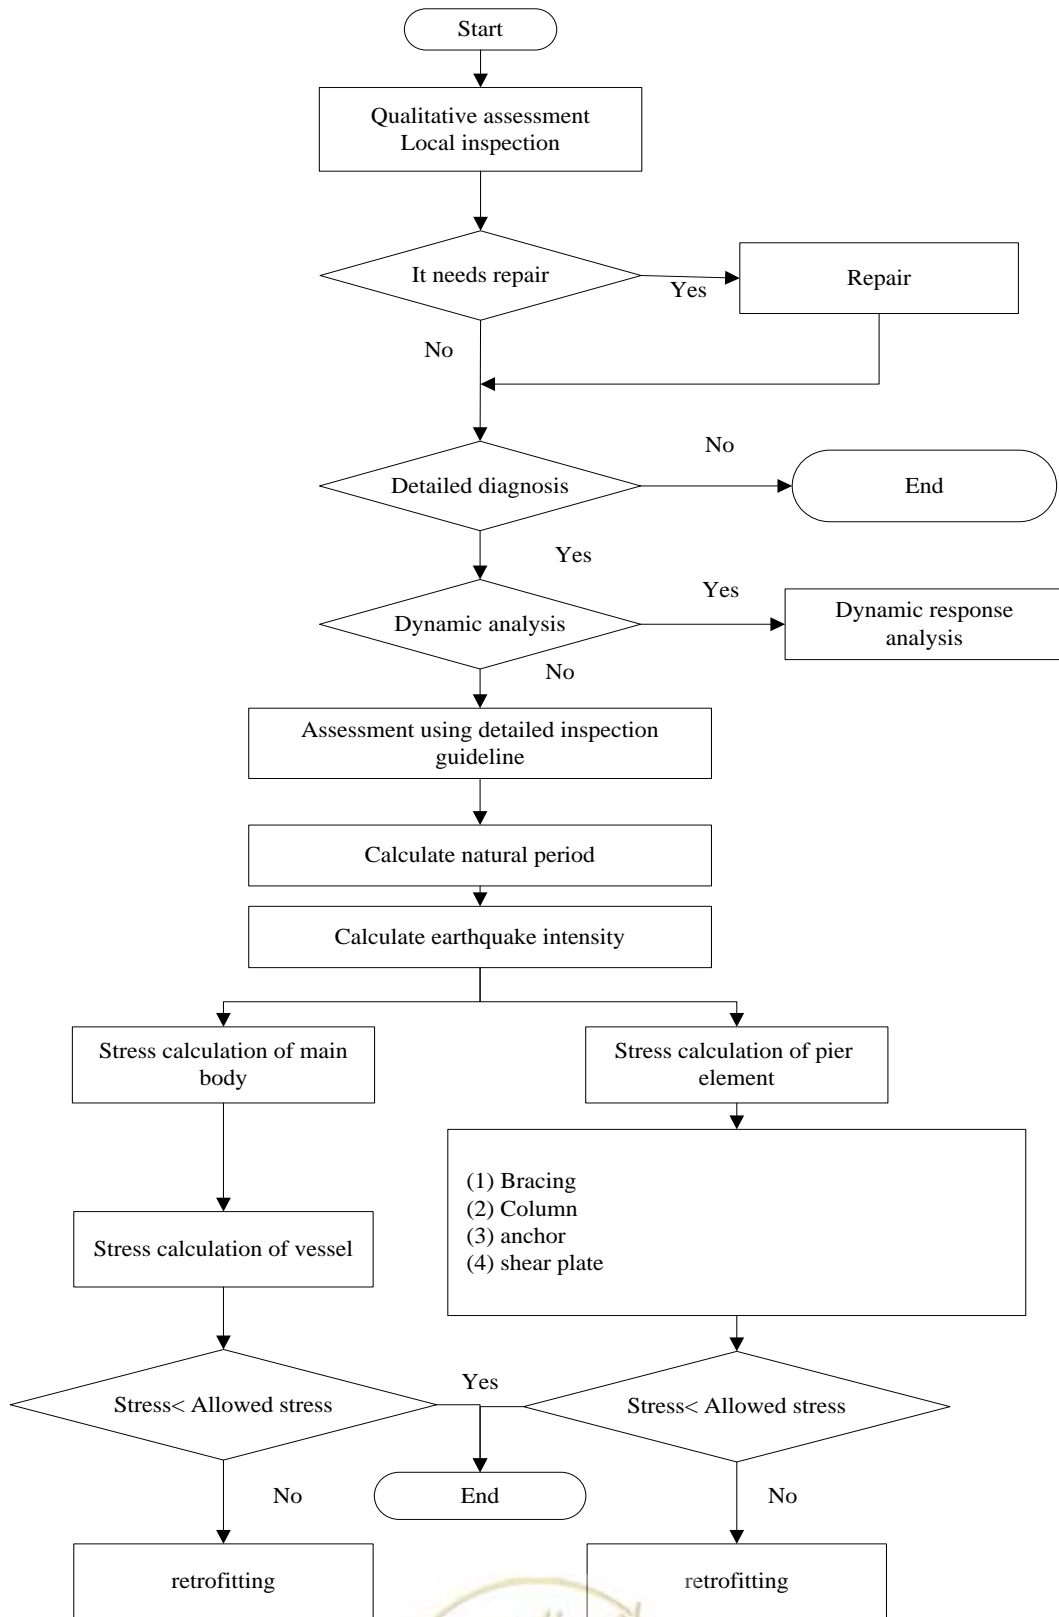 Start
Qualitative assessment
Local inspection
It needs repair
Yes
Repair
No
No
Detailed diagnosis
End
Yes
Yes
Dynamic analysis
Dynamic response
analysis
No
Assessment using detailed inspection
guideline
Calculate natural period
Calculate earthquake intensity
Stress calculation of main
body
Stress calculation of pier
element
(1) Bracing
(2) Column
(3) anchor
(4) shear plate
Stress calculation of vessel
Stress< Allowed stress
Yes
Stress< Allowed stress
No
End
No
retrofitting
retrofitting